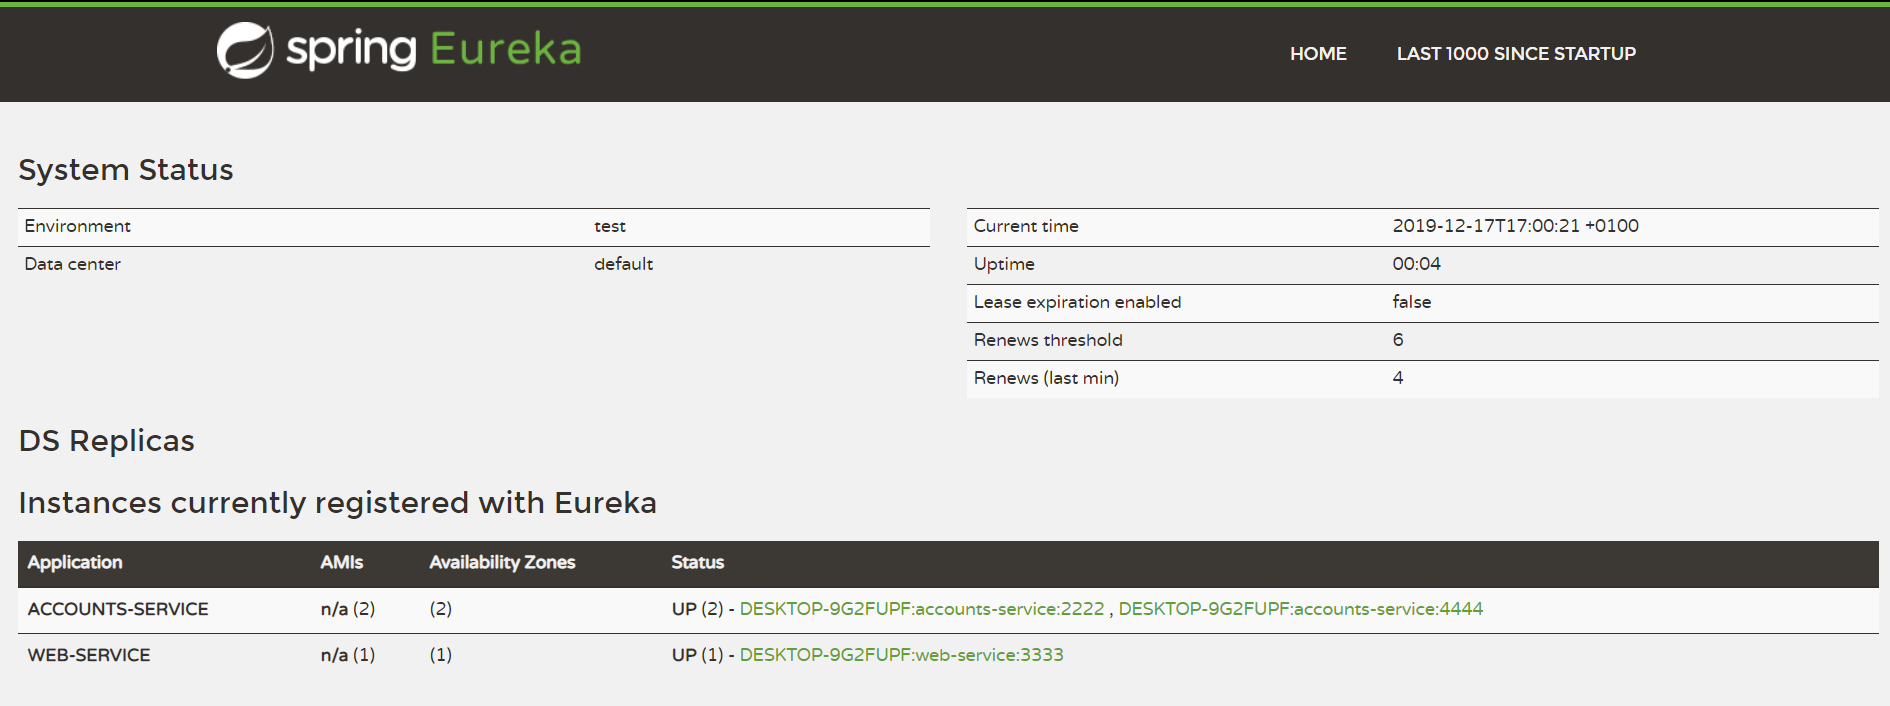 spring Eureka
HOME LAST 1000 SINCE STARTUP
System Status
Environment test
Data center default
Current time 2019-12-17T17:00:21 +0100
Uptime 00:04
Lease expiration enabled false
Renews threshold 6
Renews (last min) 4
DS Replicas
Instances currently registered with Eureka
Application AMIs Availability Zones Status
ACCOUNTS-SERVICE n/a (2) (2) UP (2) - DESKTOP-9G2FUPF:accounts-service:2222 , DESKTOP-9G2FUPF:accounts-service:4444
WEB-SERVICE n/a (1) (1) UP (1) - DESKTOP-9G2FUPF:web-service:3333